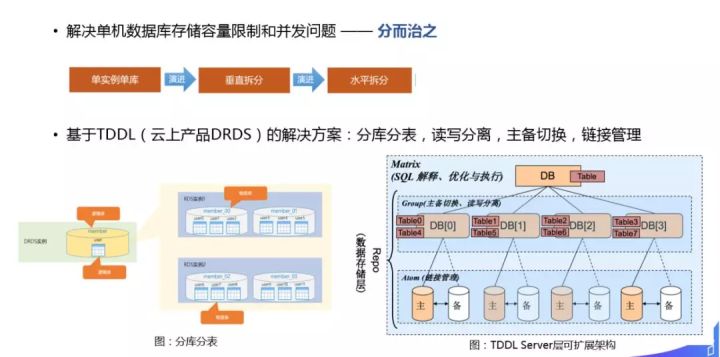 解决单机数据库存储容量限制和并发问题 —— 分而治之
单实例单库
演进
垂直拆分
演进
水平拆分
基于TDDL（云上产品DRDS）的解决方案：分库分表，读写分离，主备切换，链接管理
DRDS实例
member
RDS实例1
member_00
member_01
RDS实例2
member_02
图：分库分表
Matrix
(SQL 解释、优化与执行)
DB
Table
Group(主备切换、读写分离)
Table0
Table4
DB[0]
Table1
Table5
DB[1]
Table2
Table6
DB[2]
Table3
Table7
DB[3]
Repo
(数据存储层)
Atom (链接管理)
主
备
主
备
主
备
主
备
图：TDDL Server层可扩展架构